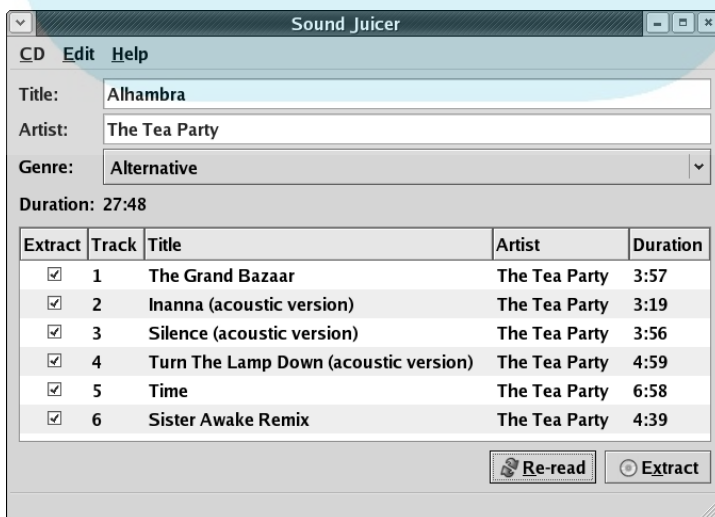 Sound Juicer
CD Edit Help
Title: Alhambra
Artist: The Tea Party
Genre: Alternative
Duration: 27:48
Extract Track Title Artist Duration
1 The Grand Bazaar The Tea Party 3:57
2 Inanna (acoustic version) The Tea Party 3:19
3 Silence (acoustic version) The Tea Party 3:56
4 Turn The Lamp Down (acoustic version) The Tea Party 4:59
5 Time The Tea Party 6:58
6 Sister Awake Remix The Tea Party 4:39
Re-read Extract